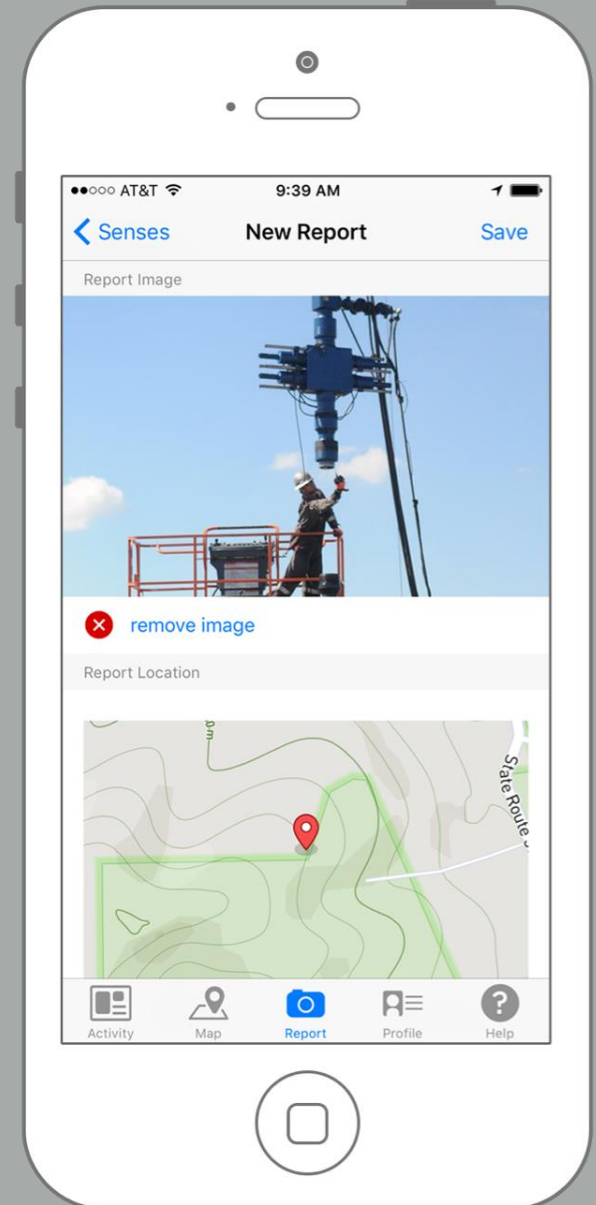 AT&T 9:39 AM
Senses New Report Save
Report Image
remove image
Report Location
State Route
Activity Map Report Profile Help